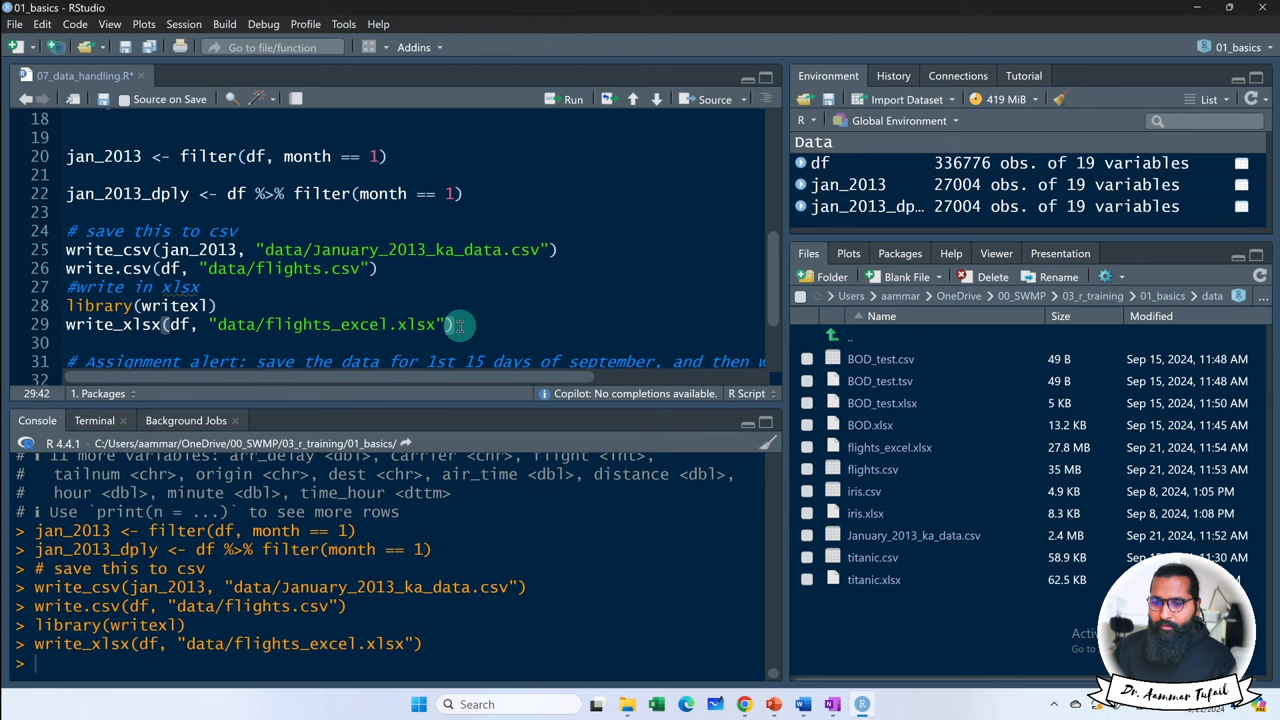 01_basics - RStudio
File Edit Code View Plots Session Build Debug Profile Tools Help
Go to file/function Addins 01_basics
07_data_handling.R*
Source on Save Run Source
18
19
20 jan_2013 <- filter(df, month == 1)
21
22 jan_2013_dply <- df %>% filter(month == 1)
23
24 # save this to csv
25 write_csv(jan_2013, "data/January_2013_ka_data.csv")
26 write.csv(df, "data/flights.csv")
27 #write in xlsx
28 library(writexl)
29 write_xlsx(df, "data/flights_excel.xlsx")
30
31 # Assignment alert: save the data for 1st 15 days of september, and then w
32
29:42 1. Packages Copilot: No completions available. R Script
Console Terminal Background Jobs
R 4.4.1 · C:/Users/aammar/OneDrive/00_SWMP/03_r_training/01_basics/
# ℹ 11 more variables: arr_delay <dbl>, carrier <chr>, flight <int>,
# tailnum <chr>, origin <chr>, dest <chr>, air_time <dbl>, distance <dbl>,
# hour <dbl>, minute <dbl>, time_hour <dttm>
# ℹ Use `print(n = ...)` to see more rows
> jan_2013 <- filter(df, month == 1)
> jan_2013_dply <- df %>% filter(month == 1)
> # save this to csv
> write_csv(jan_2013, "data/January_2013_ka_data.csv")
> write.csv(df, "data/flights.csv")
> library(writexl)
> write_xlsx(df, "data/flights_excel.xlsx")
>
Environment History Connections Tutorial
Import Dataset 419 MiB List
R Global Environment
Data
df 336776 obs. of 19 variables
jan_2013 27004 obs. of 19 variables
jan_2013_dp… 27004 obs. of 19 variables
Files Plots Packages Help Viewer Presentation
Folder Blank File Delete Rename
C: Users aammar OneDrive 00_SWMP 03_r_training 01_basics data
Name Size Modified
..
BOD_test.csv 49 B Sep 15, 2024, 11:48 AM
BOD_test.tsv 49 B Sep 15, 2024, 11:48 AM
BOD_test.xlsx 5 KB Sep 15, 2024, 11:50 AM
BOD.xlsx 13.2 KB Sep 15, 2024, 11:45 AM
flights_excel.xlsx 27.8 MB Sep 21, 2024, 11:54 AM
flights.csv 35 MB Sep 21, 2024, 11:53 AM
iris.csv 4.9 KB Sep 8, 2024, 1:05 PM
iris.xlsx 8.3 KB Sep 8, 2024, 1:08 PM
January_2013_ka_data.csv 2.4 MB Sep 21, 2024, 11:52 AM
titanic.csv 58.9 KB 11:30 AM
titanic.xlsx 62.5 KB
Dr. Aammar Tufail
Search